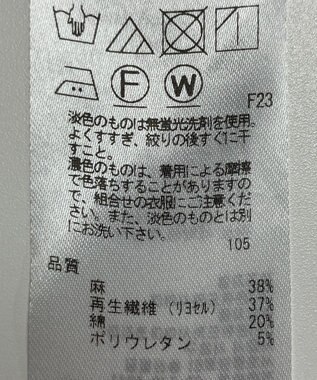 F W
F23
淡色のものは無蛍光洗剤を使用。
よくすすぎ、絞りの後すぐに干
すこと。
濃色のものは、着用による摩擦
で色落ちすることがありますの
で、組合せの衣服にご注意くださ
い。また、淡色のものとは別
にお洗い下さい。
105
品質
麻 38%
再生繊維（リヨセル） 37%
綿 20%
ポリウレタン 5%